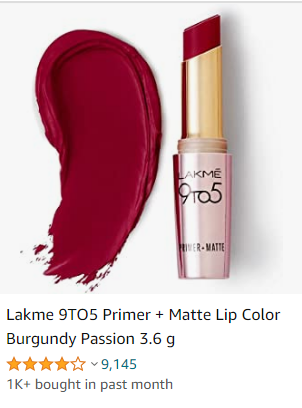 LAKMÉ
9TO5
PRIMER + MATTE
Lakme 9TO5 Primer + Matte Lip Color
Burgundy Passion 3.6 g
9,145
1K+ bought in past month